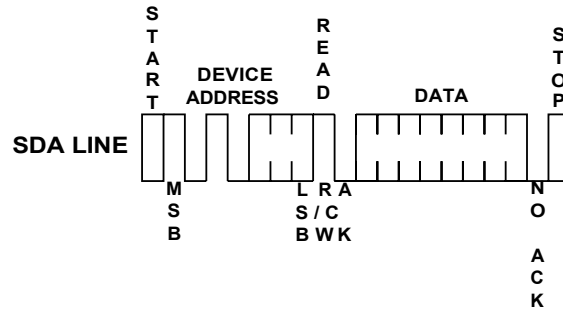 START
DEVICE
ADDRESS
READ
DATA
STOP
SDA LINE
MSB
LSB
R/W
ACK
NO ACK